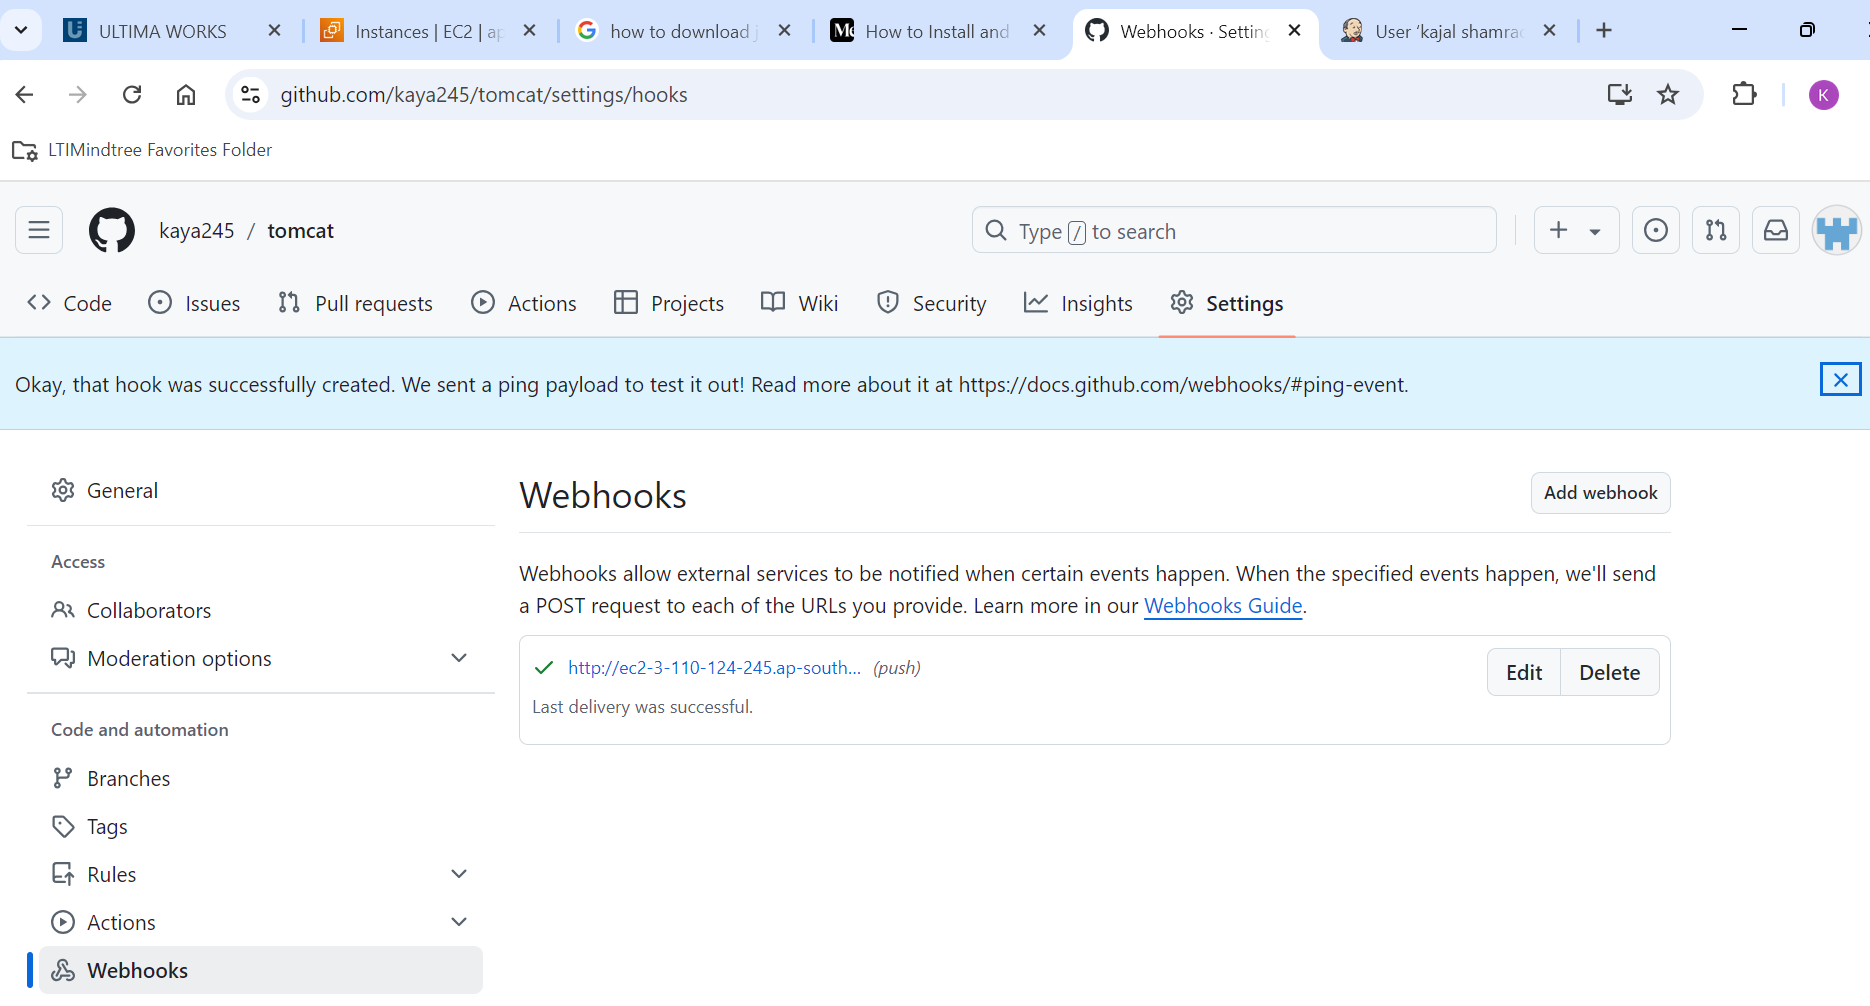 ULTIMA WORKS
Instances | EC2 | ap
how to download j
How to Install and
Webhooks · Setting
User ‘kajal shamrao
github.com/kaya245/tomcat/settings/hooks
K
LTIMindtree Favorites Folder
kaya245 / tomcat
Type / to search
Code
Issues
Pull requests
Actions
Projects
Wiki
Security
Insights
Settings
Okay, that hook was successfully created. We sent a ping payload to test it out! Read more about it at https://docs.github.com/webhooks/#ping-event.
General
Access
Collaborators
Moderation options
Code and automation
Branches
Tags
Rules
Actions
Webhooks
Webhooks
Add webhook
Webhooks allow external services to be notified when certain events happen. When the specified events happen, we'll send
a POST request to each of the URLs you provide. Learn more in our Webhooks Guide.
http://ec2-3-110-124-245.ap-south... (push)
Edit
Delete
Last delivery was successful.